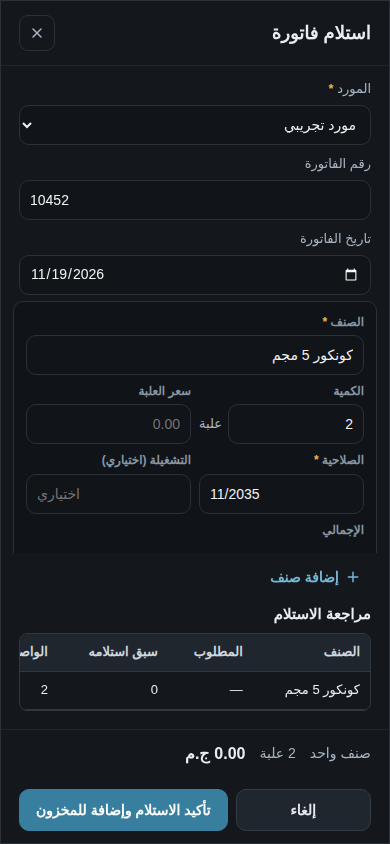 استلام فاتورة
المورد *
مورد تجريبي
رقم الفاتورة
10452
تاريخ الفاتورة
11/19/2026
الصنف *
كونكور 5 مجم
الكمية
سعر العلبة
2
علبة
0.00
الصلاحية *
التشغيلة (اختياري)
11/2035
اختياري
الإجمالي
+ إضافة صنف
مراجعة الاستلام
الصنف المطلوب سبق استلامه
كونكور 5 مجم — 0 2
صنف واحد 2 علبة 0.00 ج.م
إلغاء
تأكيد الاستلام وإضافة للمخزون